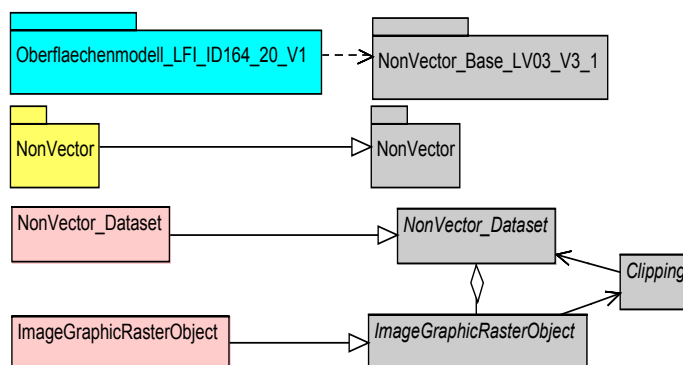 Oberflaechenmodell_LFI_ID164_20_V1
NonVector_Base_LV03_V3_1
NonVector
NonVector
NonVector_Dataset
NonVector_Dataset
Clipping
ImageGraphicRasterObject
ImageGraphicRasterObject